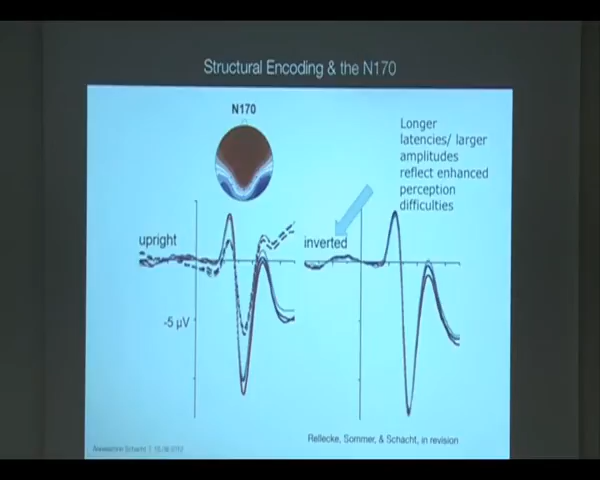 Structural Encoding & the N170
N170
Longer
latencies/ larger
amplitudes
reflect enhanced
perception
difficulties
upright
inverted
-5 µV
Rellecke, Sommer, & Schacht, in revision